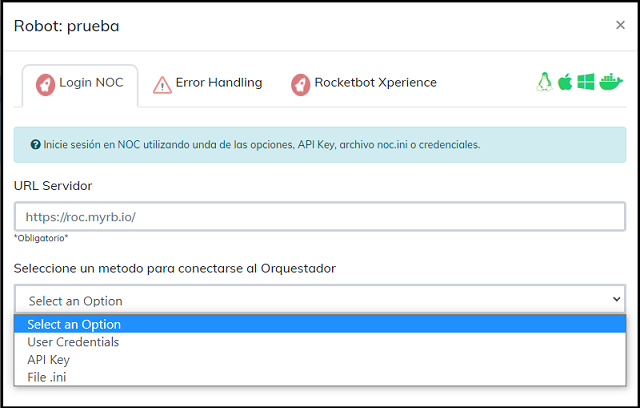 Robot: prueba
×
Login NOC
Error Handling
Rocketbot Xperience
Inicie sesión en NOC utilizando unda de las opciones, API Key, archivo noc.ini o credenciales.
URL Servidor
https://roc.myrb.io/
*Obligatorio*
Seleccione un metodo para conectarse al Orquestador
Select an Option
Select an Option
User Credentials
API Key
File .ini